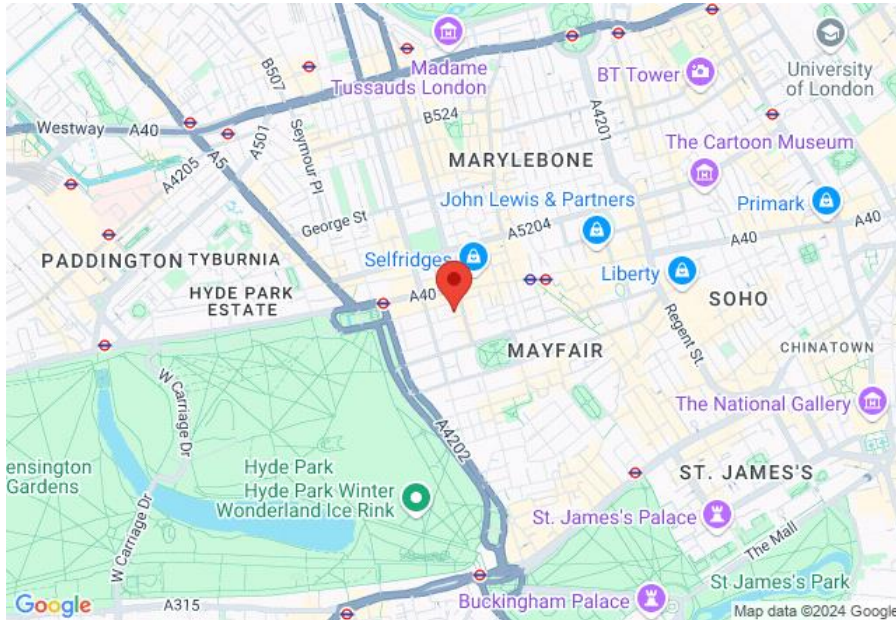 Madame
Tussauds London
BT Tower
University
of London
B507
A4201
Westway
A40
A501
A5
A4205
Seymour Pl
B524
MARYLEBONE
The Cartoon Museum
John Lewis & Partners
Primark
A40
George St
A5204
A40
PADDINGTON
TYBURNIA
Selfridges
Liberty
HYDE PARK
ESTATE
A40
SOHO
MAYFAIR
Regent St.
CHINATOWN
W Carriage Dr
The National Gallery
A4202
ensington
Gardens
Hyde Park
Hyde Park Winter
Wonderland Ice Rink
ST. JAMES'S
St. James's Palace
The Mall
W Carriage Dr
St James's Park
A315
Buckingham Palace
Google
Map data ©2024 Google